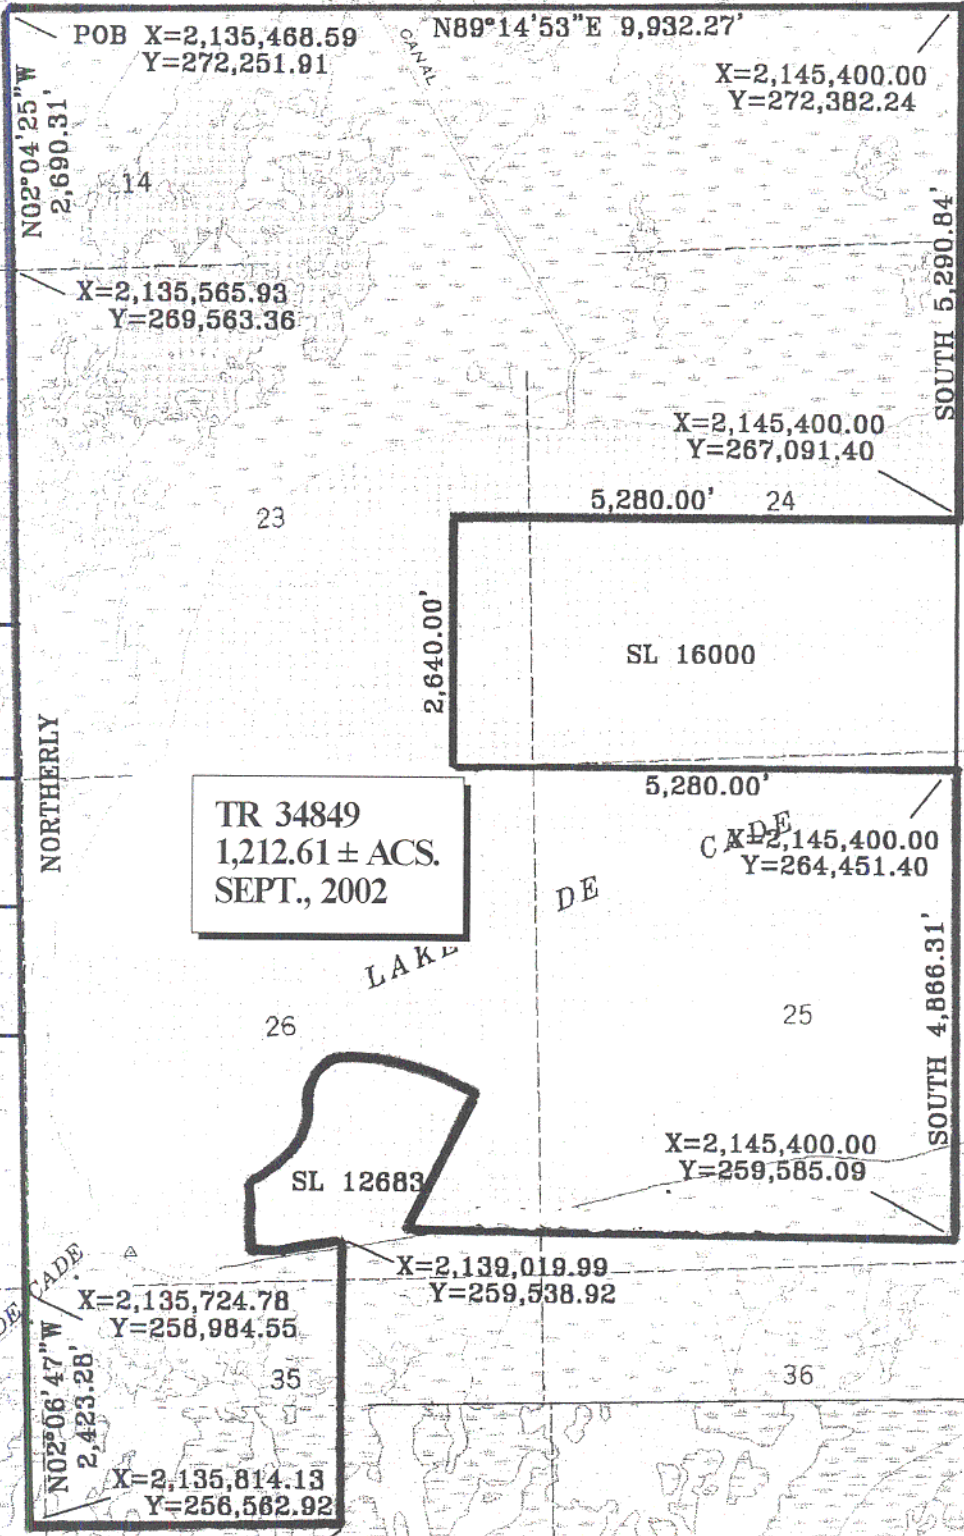 N89°14'53"E 9,932.27'
POB X=2,135,468.59
Y=272,251.91
CANAL
X=2,145,400.00
Y=272,382.24
N02°04'25"W
2,690.31'
14
SOUTH 5,290.84'
X=2,135,565.93
Y=269,563.36
X=2,145,400.00
Y=267,091.40
5,280.00'
24
23
2,640.00'
SL 16000
NORTHERLY
5,280.00'
TR 34849
1,212.61 ± ACS.
SEPT., 2002
X=2,145,400.00
Y=264,451.40
LAKE DE CADE
SOUTH 4,866.31'
25
26
SL 12683
X=2,145,400.00
Y=259,585.09
X=2,139,019.99
Y=259,538.92
DE CADE
X=2,135,724.78
Y=258,984.55
N02°06'47"W
2,423.28'
35
36
X=2,135,814.13
Y=256,562.92